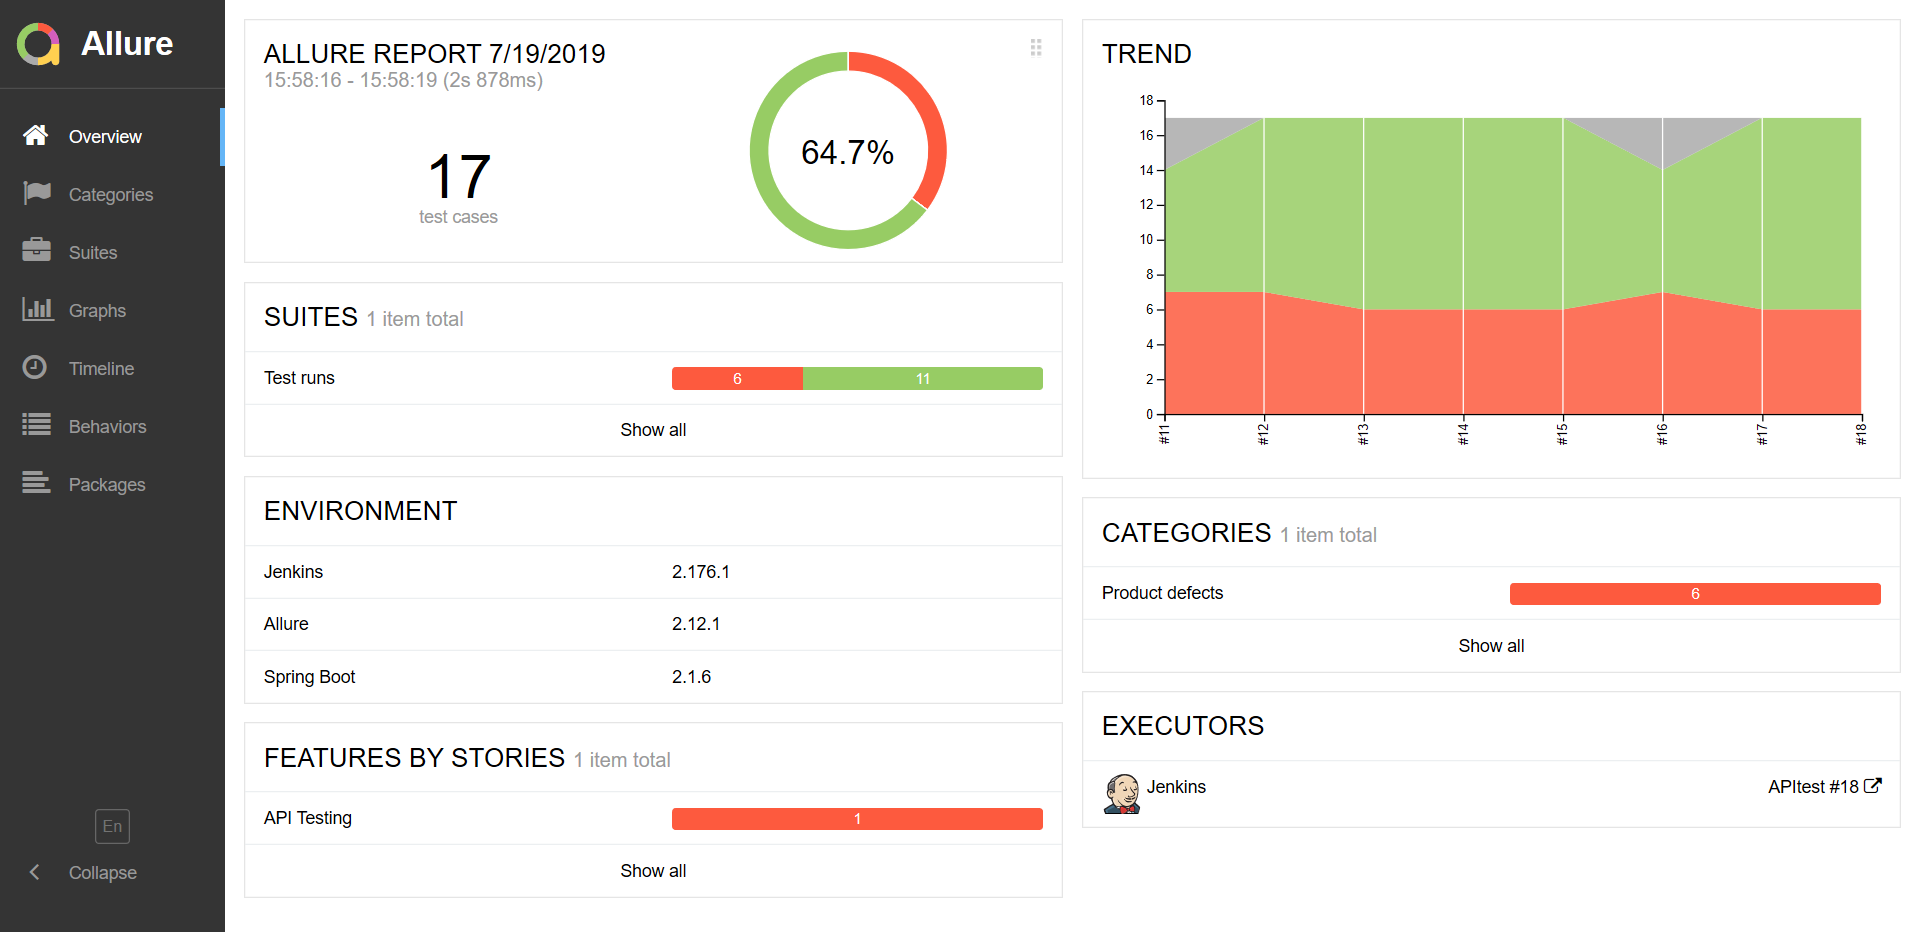 Allure
Overview
Categories
Suites
Graphs
Timeline
Behaviors
Packages
En
Collapse
ALLURE REPORT 7/19/2019
15:58:16 - 15:58:19 (2s 878ms)
17
test cases
64.7%
SUITES 1 item total
Test runs 6 11
Show all
ENVIRONMENT
Jenkins 2.176.1
Allure 2.12.1
Spring Boot 2.1.6
FEATURES BY STORIES 1 item total
API Testing 1
Show all
TREND
18
16
14
12
10
8
6
4
2
0
#11 #12 #13 #14 #15 #16 #17 #18
CATEGORIES 1 item total
Product defects 6
Show all
EXECUTORS
Jenkins APItest #18